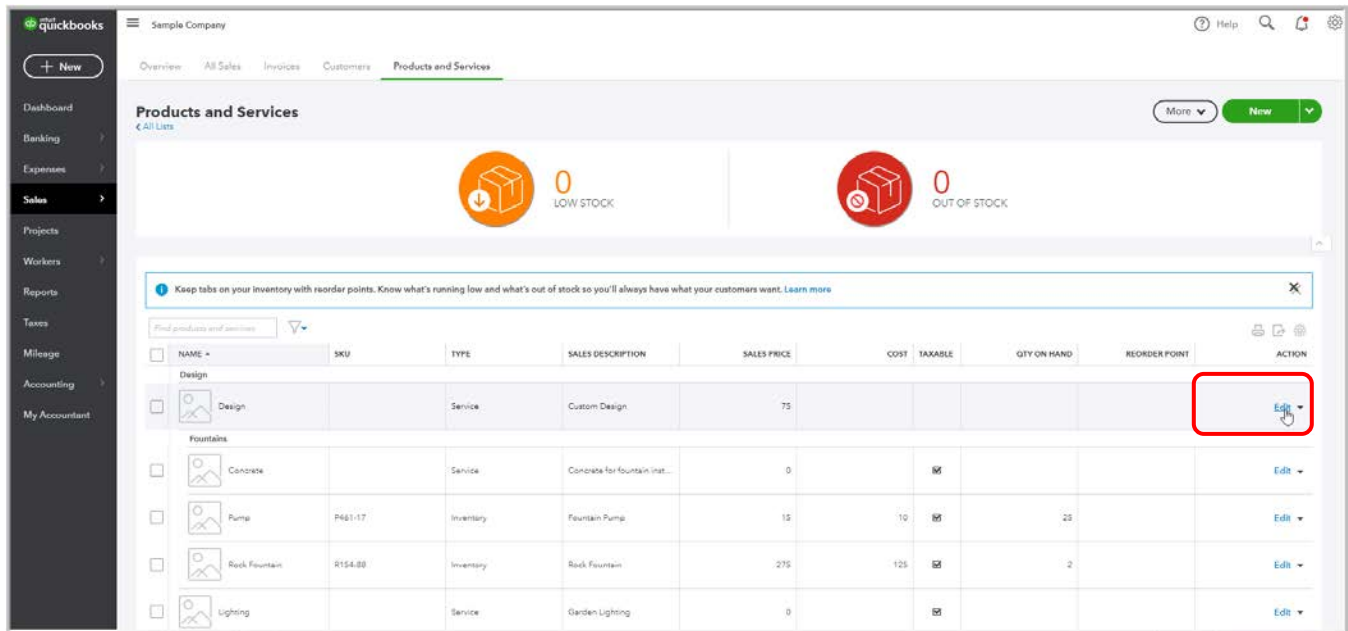 intuit quickbooks
Sample Company
Help
+ New
Overview All Sales Invoices Customers Products and Services
Dashboard
Banking
Expenses
Sales
Projects
Workers
Reports
Taxes
Mileage
Accounting
My Accountant
Products and Services
All Lists
More
New
0
LOW STOCK
0
OUT OF STOCK
Keep tabs on your inventory with reorder points. Know what's running low and what's out of stock so you'll always have what your customers want. Learn more
Find products and services
NAME SKU TYPE SALES DESCRIPTION SALES PRICE COST TAXABLE QTY ON HAND REORDER POINT ACTION
Design
Design Service Custom Design 75 Edit
Fountains
Concrete Service Concrete for fountain inst... 0 Edit
Pump P461-17 Inventory Fountain Pump 15 10 25 Edit
Rock Fountain R154-88 Inventory Rock Fountain 275 125 2 Edit
Lighting Service Garden Lighting 0 Edit